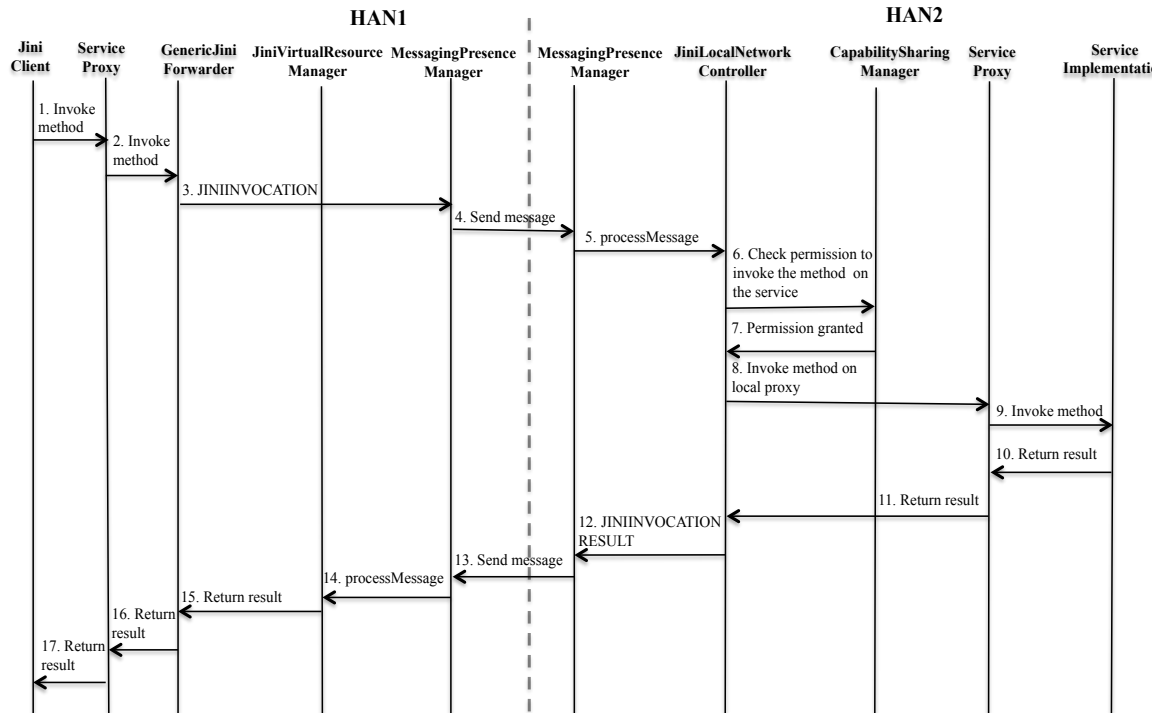 HAN1
HAN2
Jini
Client
Service
Proxy
GenericJini
Forwarder
JiniVirtualResource
Manager
MessagingPresence
Manager
MessagingPresence
Manager
JiniLocalNetwork
Controller
CapabilitySharing
Manager
Service
Proxy
Service
Implementatio
1. Invoke
method
2. Invoke
method
3. JINIINVOCATION
4. Send message
5. processMessage
6. Check permission to
invoke the method on
the service
7. Permission granted
8. Invoke method on
local proxy
9. Invoke method
10. Return result
11. Return result
12. JINIINVOCATION
RESULT
13. Send message
14. processMessage
15. Return result
16. Return
result
17. Return
result